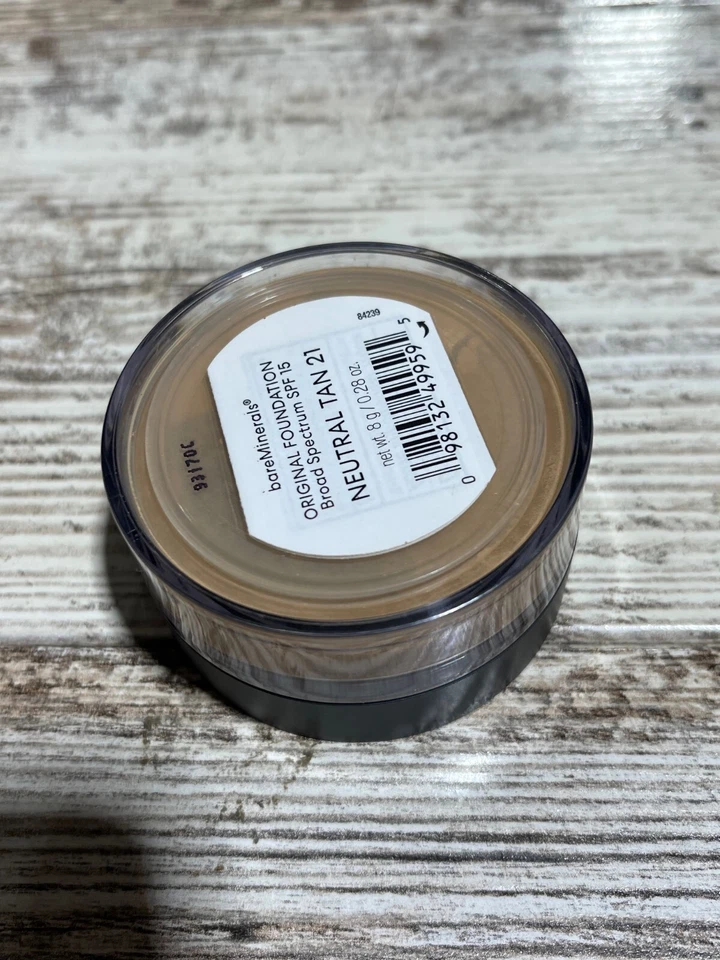 84239
bareMinerals®
ORIGINAL FOUNDATION
Broad Spectrum SPF 15
NEUTRAL TAN 21
net wt. 8 g / 0.28 oz.
0 98132 49959 5
93170C